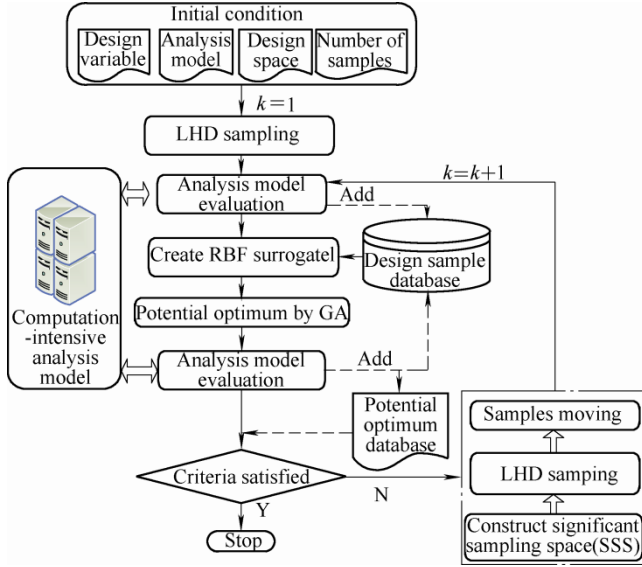 Initial condition
Design variable
Analysis model
Design space
Number of samples
k=1
LHD sampling
k=k+1
Analysis model evaluation
Add
Create RBF surrogatel
Design sample database
Potential optimum by GA
Computation -intensive analysis model
Analysis model evaluation
Add
Potential optimum database
Samples moving
Criteria satisfied
N
LHD samping
Y
Stop
Construct significant sampling space(SSS)